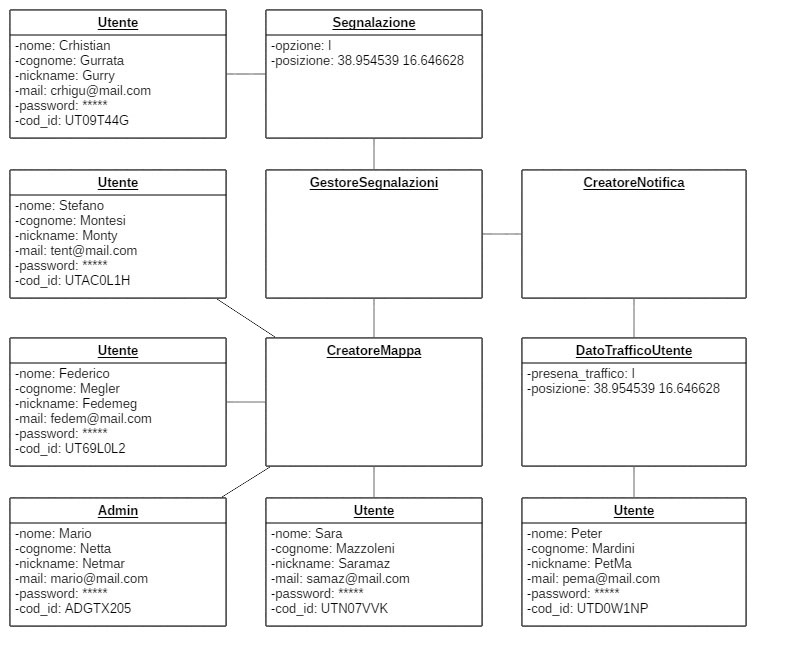 Utente
-nome: Crhistian
-cognome: Gurrata
-nickname: Gurry
-mail: crhigu@mail.com
-password: *****
-cod_id: UT09T44G
Segnalazione
-opzione: I
-posizione: 38.954539 16.646628
Utente
-nome: Stefano
-cognome: Montesi
-nickname: Monty
-mail: tent@mail.com
-password: *****
-cod_id: UTAC0L1H
GestoreSegnalazioni
CreatoreNotifica
Utente
-nome: Federico
-cognome: Megler
-nickname: Fedemeg
-mail: fedem@mail.com
-password: *****
-cod_id: UT69L0L2
CreatoreMappa
DatoTrafficoUtente
-presena_traffico: I
-posizione: 38.954539 16.646628
Admin
-nome: Mario
-cognome: Netta
-nickname: Netmar
-mail: mario@mail.com
-password: *****
-cod_id: ADGTX205
Utente
-nome: Sara
-cognome: Mazzoleni
-nickname: Saramaz
-mail: samaz@mail.com
-password: *****
-cod_id: UTN07VVK
Utente
-nome: Peter
-cognome: Mardini
-nickname: PetMa
-mail: pema@mail.com
-password: *****
-cod_id: UTD0W1NP